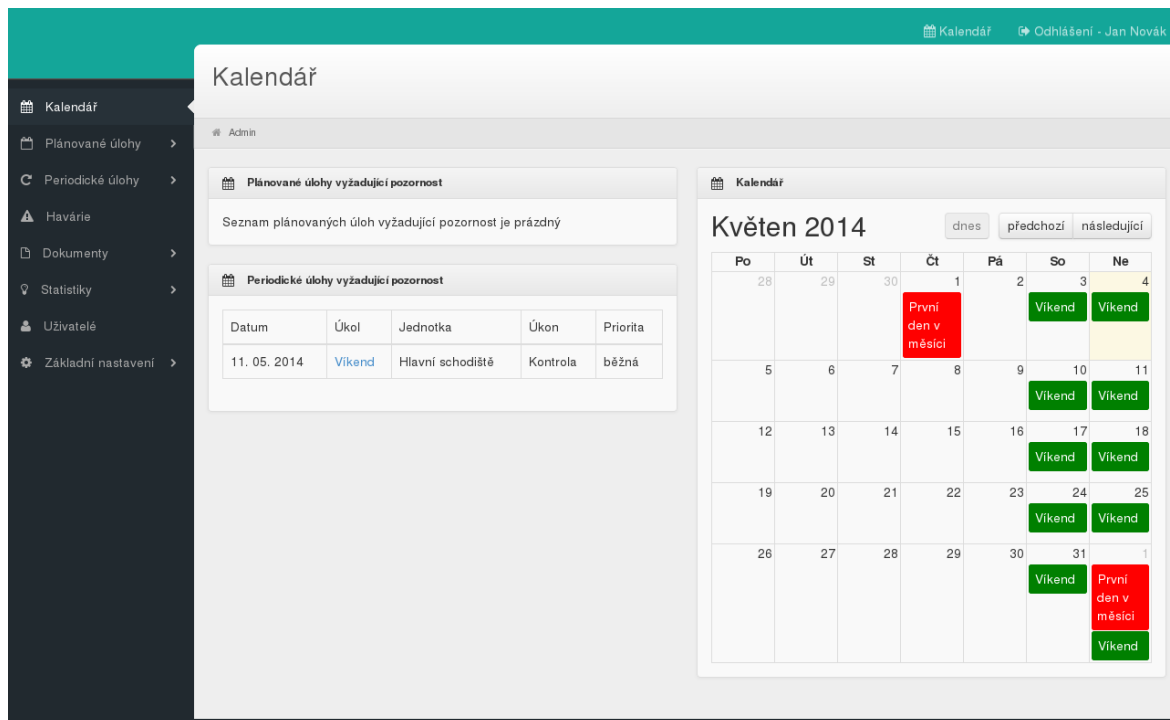 Kalendář
Odhlášení - Jan Novák
Kalendář
Kalendář
Plánované úlohy
Periodické úlohy
Havárie
Dokumenty
Statistiky
Uživatelé
Základní nastavení
Admin
Plánované úlohy vyžadující pozornost
Seznam plánovaných úloh vyžadující pozornost je prázdný
Periodické úlohy vyžadující pozornost
Datum Úkol Jednotka Úkon Priorita
11. 05. 2014 Víkend Hlavní schodiště Kontrola běžná
Kalendář
Květen 2014
dnes předchozí následující
Po Út St Čt Pá So Ne
28 29 30 1 2 3 4
První
den v
měsíci
Víkend Víkend
5 6 7 8 9 10 11
Víkend Víkend
12 13 14 15 16 17 18
Víkend Víkend
19 20 21 22 23 24 25
Víkend Víkend
26 27 28 29 30 31 1
Víkend
První
den v
měsíci
Víkend